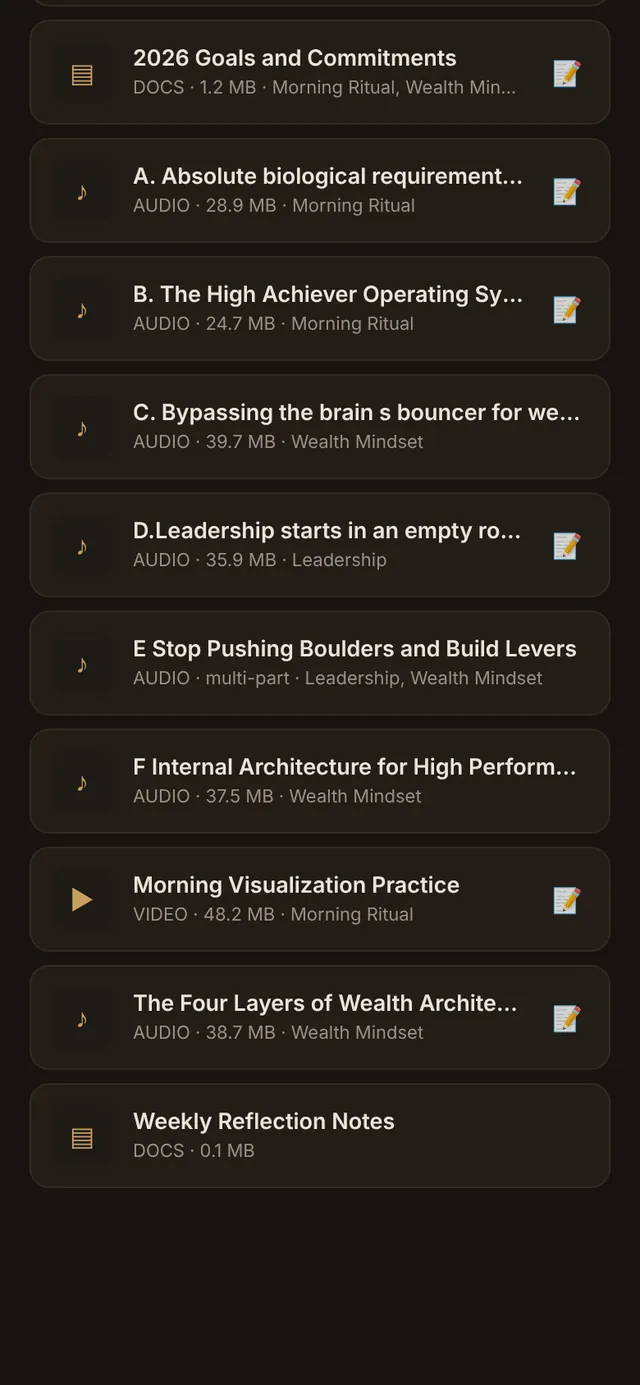 2026 Goals and Commitments
DOCS · 1.2 MB · Morning Ritual, Wealth Min...
A. Absolute biological requirement...
AUDIO · 28.9 MB · Morning Ritual
B. The High Achiever Operating Sy...
AUDIO · 24.7 MB · Morning Ritual
C. Bypassing the brain s bouncer for we...
AUDIO · 39.7 MB · Wealth Mindset
D.Leadership starts in an empty ro...
AUDIO · 35.9 MB · Leadership
E Stop Pushing Boulders and Build Levers
AUDIO · multi-part · Leadership, Wealth Mindset
F Internal Architecture for High Perform...
AUDIO · 37.5 MB · Wealth Mindset
Morning Visualization Practice
VIDEO · 48.2 MB · Morning Ritual
The Four Layers of Wealth Archite...
AUDIO · 38.7 MB · Wealth Mindset
Weekly Reflection Notes
DOCS · 0.1 MB